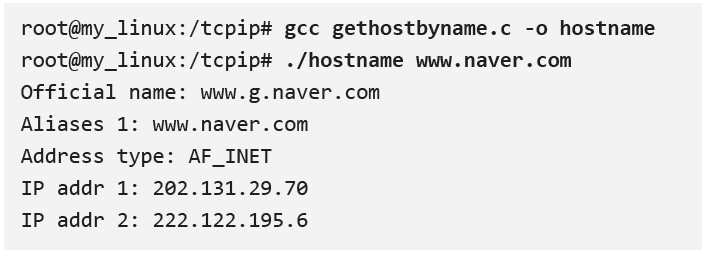 root@my_linux:/tcpip# gcc gethostbyname.c -o hostname
root@my_linux:/tcpip# ./hostname www.naver.com
Official name: www.g.naver.com
Aliases 1: www.naver.com
Address type: AF_INET
IP addr 1: 202.131.29.70
IP addr 2: 222.122.195.6